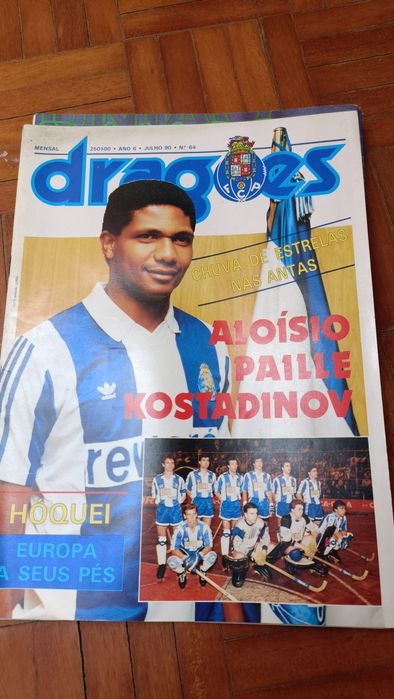 MENSAL 250$00 • ANO 6 • JULHO 90 • N.º 64
dragões
F C P
CHUVA DE ESTRELAS
NAS ANTAS
ALOÍSIO
PAILLE
KOSTADINOV
HÓQUEI
EUROPA
A SEUS PÉS